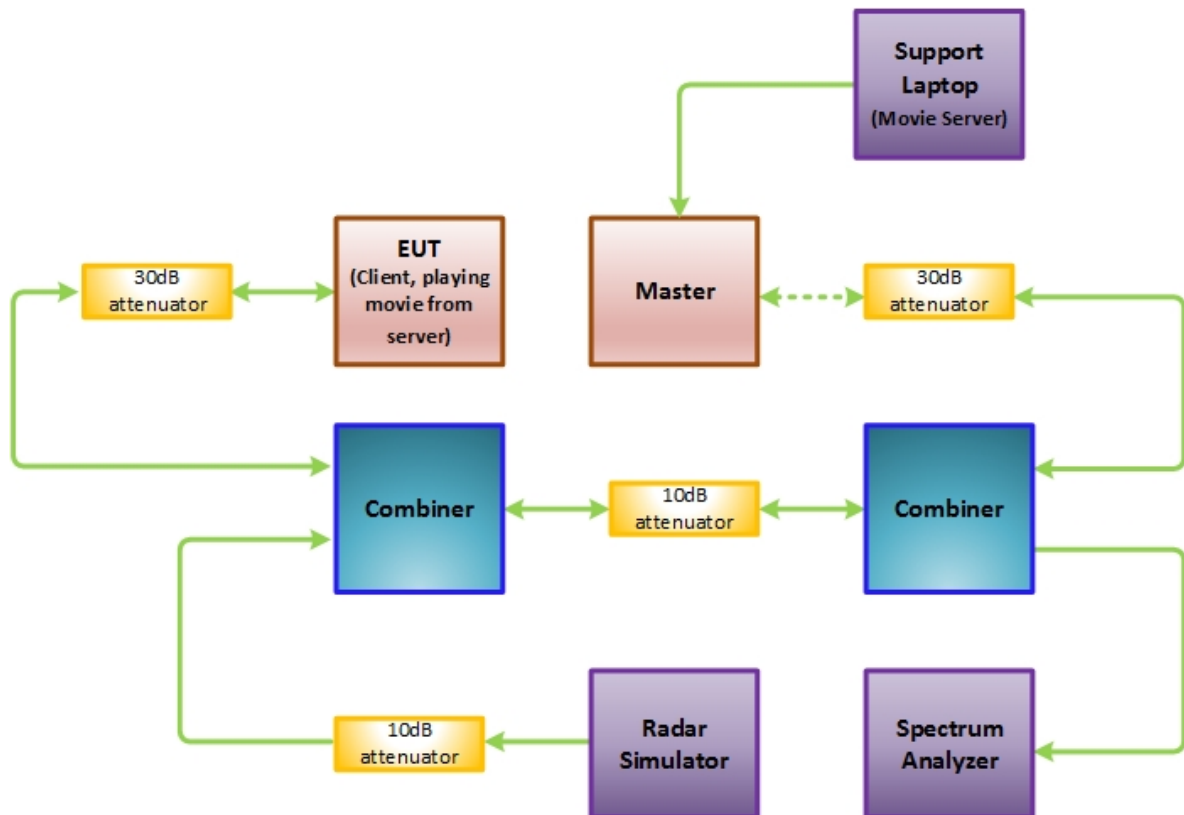 Support
Laptop
(Movie Server)
EUT
(Client, playing
movie from
server)
Master
30dB
attenuator
30dB
attenuator
Combiner
10dB
attenuator
Combiner
10dB
attenuator
Radar
Simulator
Spectrum
Analyzer